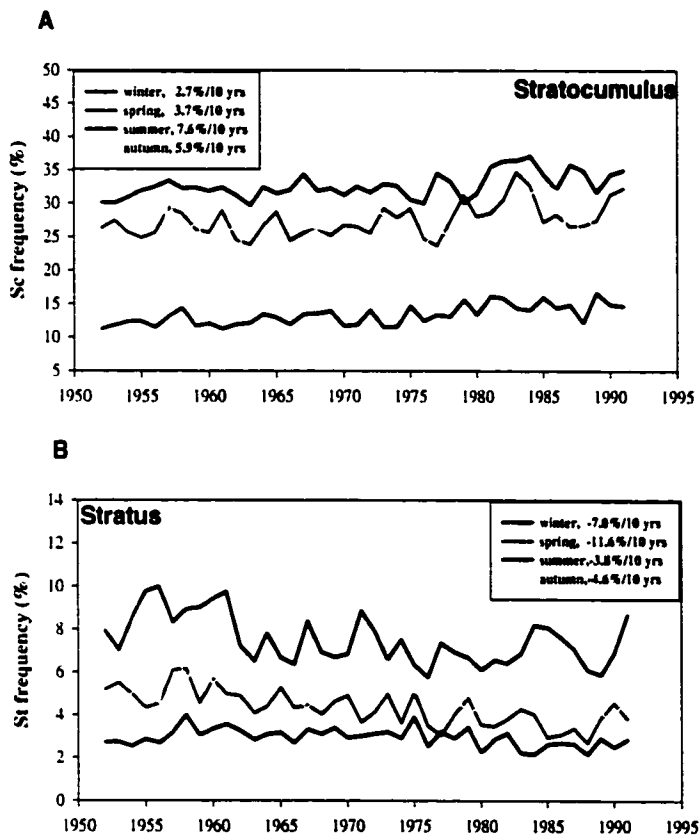 A
Stratocumulus
winter, 2.7%/10 yrs
spring, 3.7%/10 yrs
summer, 7.6%/10 yrs
autumn, 5.9%/10 yrs
Sc frequency (%)
50
45
40
35
30
25
20
15
10
5
1950 1955 1960 1965 1970 1975 1980 1985 1990 1995
B
Stratus
winter, -7.0%/10 yrs
spring, -11.6%/10 yrs
summer,-3.8%/10 yrs
autumn,-4.6%/10 yrs
St frequency (%)
14
12
10
8
6
4
2
0
1950 1955 1960 1965 1970 1975 1980 1985 1990 1995